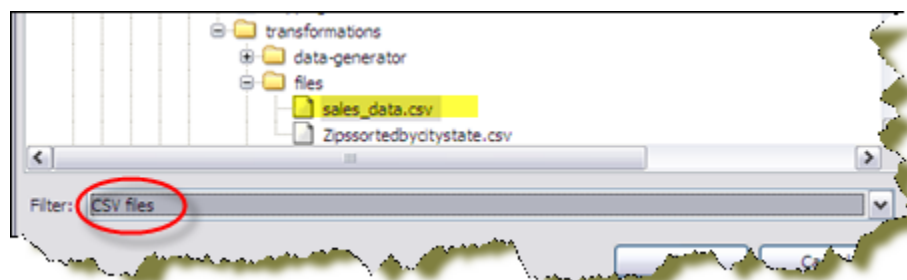 transformations
data-generator
files
sales_data.csv
Zipssortedbycitystate.csv
Filter: CSV files